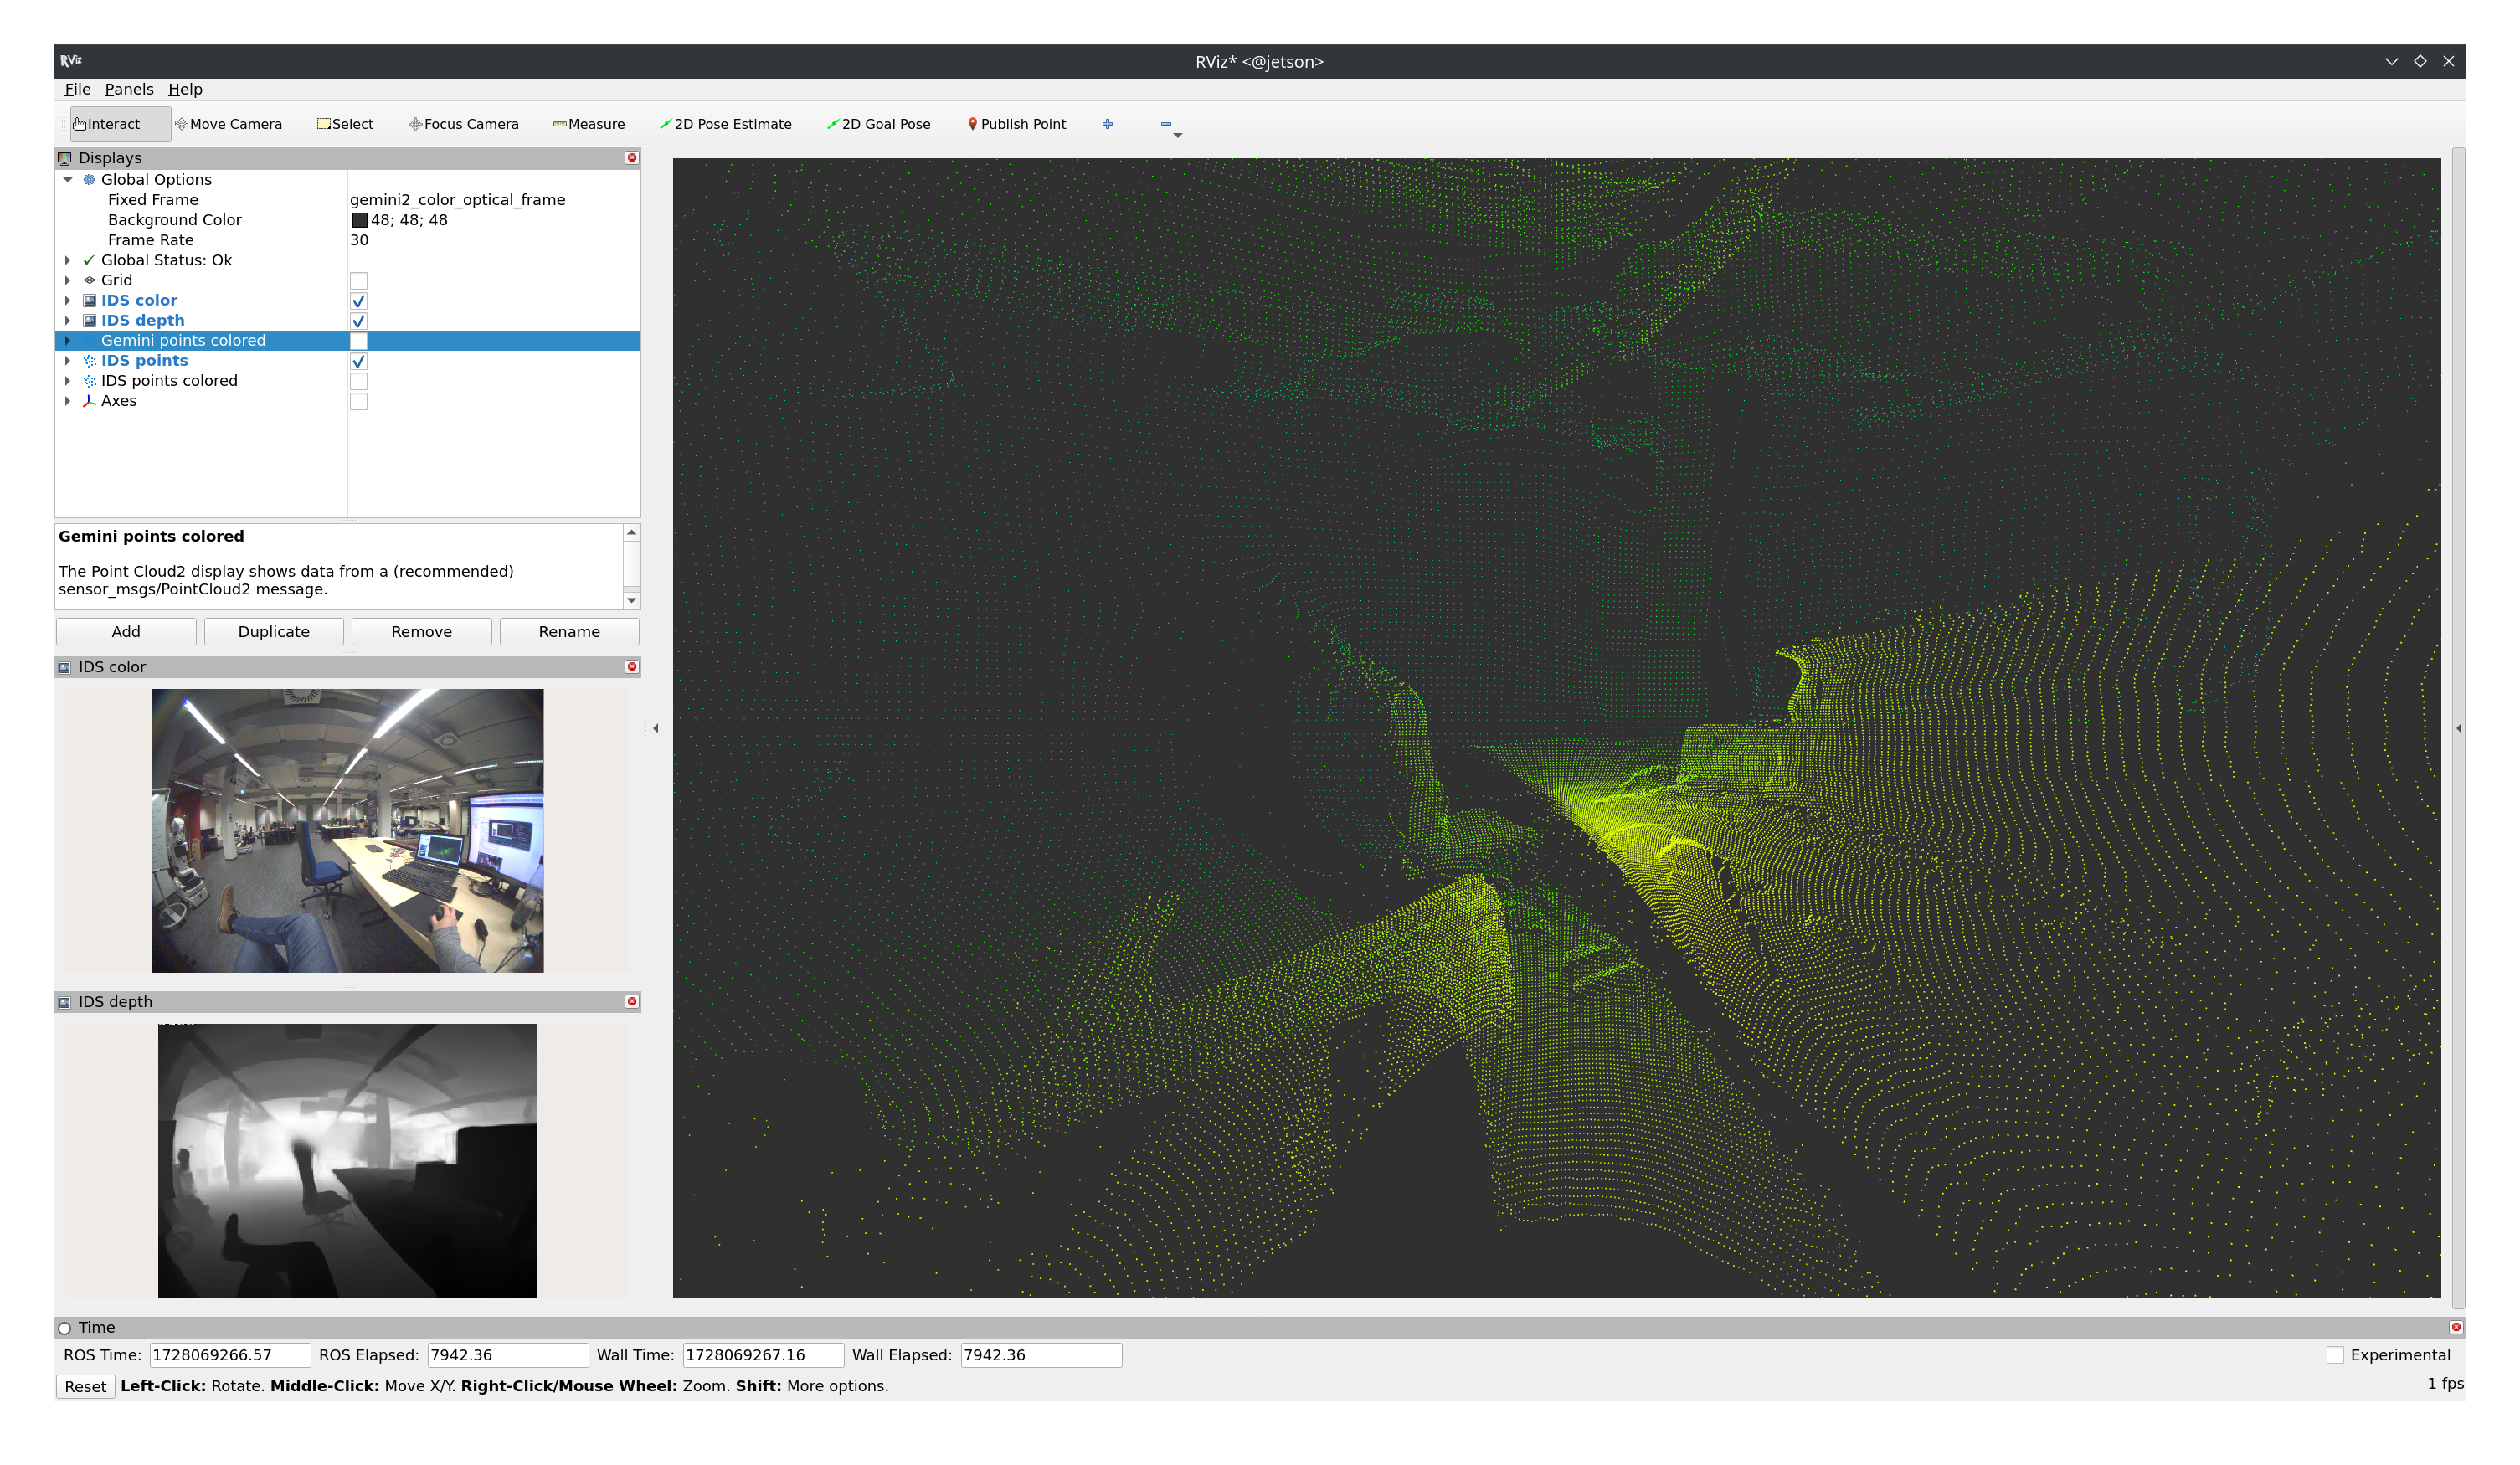 RViz
RViz* <@jetson>
File Panels Help
Interact Move Camera Select Focus Camera Measure 2D Pose Estimate 2D Goal Pose Publish Point
Displays
Global Options
Fixed Frame gemini2_color_optical_frame
Background Color 48; 48; 48
Frame Rate 30
Global Status: Ok
Grid
IDS color
IDS depth
Gemini points colored
IDS points
IDS points colored
Axes
Gemini points colored
The Point Cloud2 display shows data from a (recommended)
sensor_msgs/PointCloud2 message.
Add Duplicate Remove Rename
IDS color
IDS depth
Time
ROS Time: 1728069266.57 ROS Elapsed: 7942.36 Wall Time: 1728069267.16 Wall Elapsed: 7942.36 Experimental
Reset Left-Click: Rotate. Middle-Click: Move X/Y. Right-Click/Mouse Wheel: Zoom. Shift: More options. 1 fps